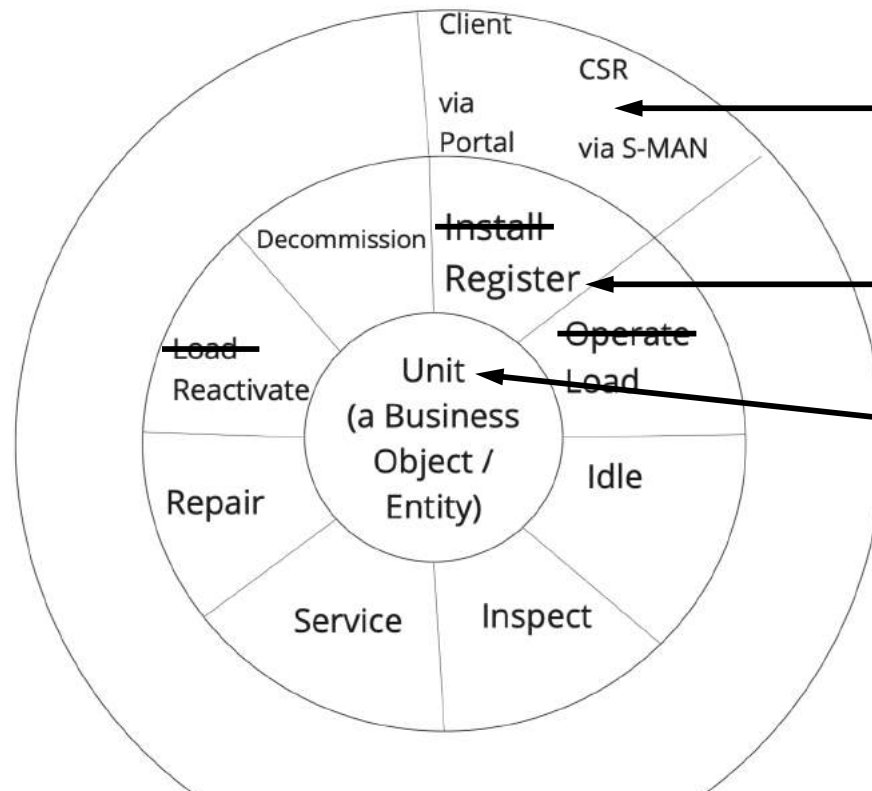 Client
CSR
via
Portal
via S-MAN
Decommission
Install
Register
Load
Reactivate
Operate
Load
Unit
(a Business
Object /
Entity)
Repair
Idle
Service
Inspect